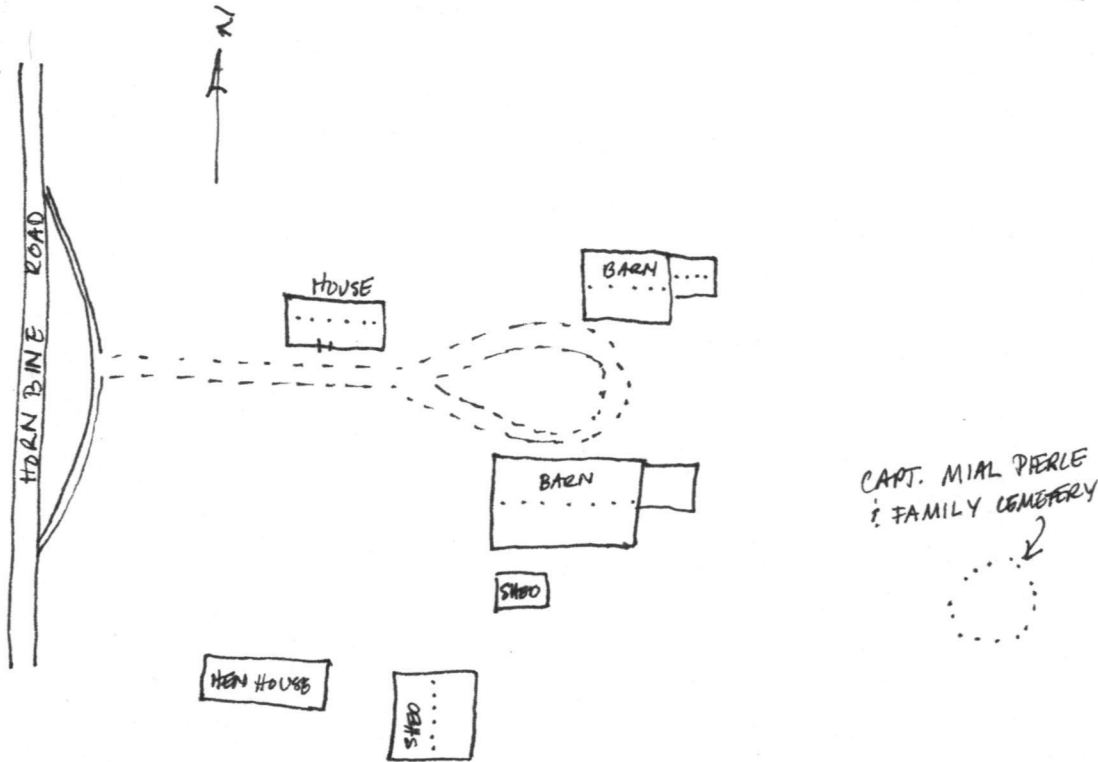 N
HORNBINE ROAD
HOUSE
BARN
BARN
CAPT. MIAL PIERCE
& FAMILY CEMETERY
SHED
HEN HOUSE
SHED